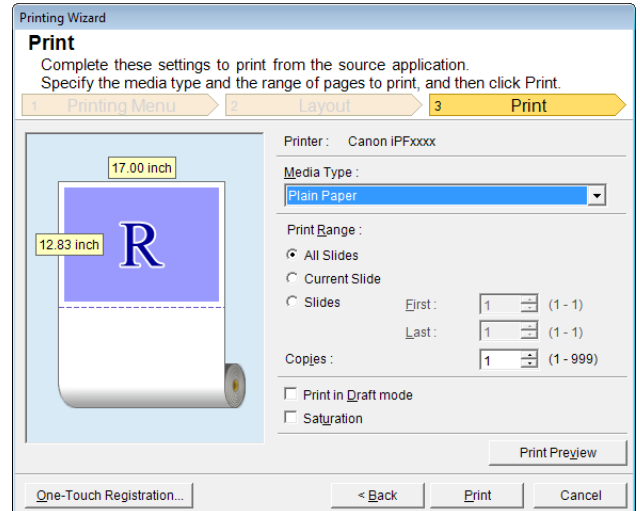 Printing Wizard
Print
Complete these settings to print from the source application.
Specify the media type and the range of pages to print, and then click Print.
1 Printing Menu 2 Layout 3 Print
Printer : Canon iPFxxxx
17.00 inch
Media Type :
Plain Paper
12.83 inch
R
Print Range :
All Slides
Current Slide
Slides First : 1 (1 - 1)
Last : 1 (1 - 1)
Copies : 1 (1 - 999)
Print in Draft mode
Saturation
Print Preview
One-Touch Registration... < Back Print Cancel